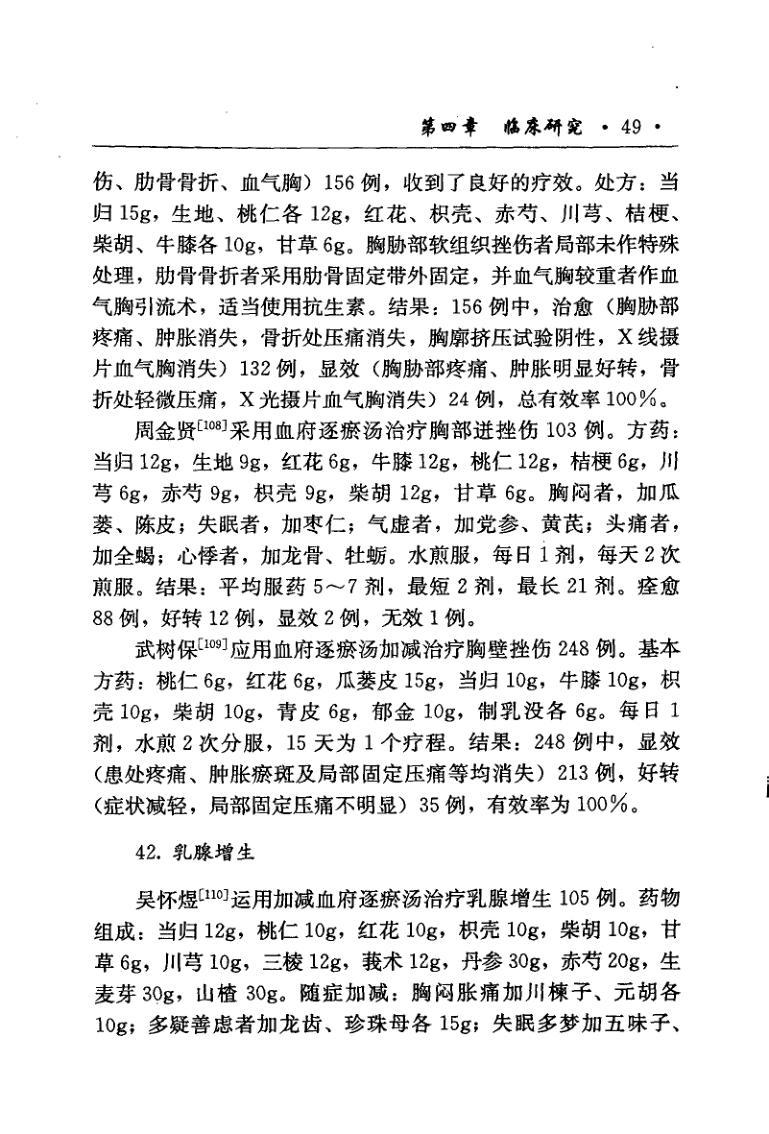 第四章 临床研究 · 49 ·
伤、肋骨骨折、血气胸）156 例，收到了良好的疗效。处方：当
归 15g，生地、桃仁各 12g，红花、枳壳、赤芍、川芎、桔梗、
柴胡、牛膝各 10g，甘草 6g。胸胁部软组织挫伤者局部未作特殊
处理，肋骨骨折者采用肋骨固定带外固定，并血气胸较重者作血
气胸引流术，适当使用抗生素。结果：156 例中，治愈（胸胁部
疼痛、肿胀消失，骨折处压痛消失，胸廓挤压试验阴性，X 线摄
片血气胸消失）132 例，显效（胸胁部疼痛、肿胀明显好转，骨
折处轻微压痛，X 光摄片血气胸消失）24 例，总有效率 100%。
周金贤[108]采用血府逐瘀汤治疗胸部迸挫伤 103 例。方药：
当归 12g，生地 9g，红花 6g，牛膝 12g，桃仁 12g，桔梗 6g，川
芎 6g，赤芍 9g，枳壳 9g，柴胡 12g，甘草 6g。胸闷者，加瓜
蒌、陈皮；失眠者，加枣仁；气虚者，加党参、黄芪；头痛者，
加全蝎；心悸者，加龙骨、牡蛎。水煎服，每日 1 剂，每天 2 次
煎服。结果：平均服药 5～7 剂，最短 2 剂，最长 21 剂。痊愈
88 例，好转 12 例，显效 2 例，无效 1 例。
武树保[109]应用血府逐瘀汤加减治疗胸壁挫伤 248 例。基本
方药：桃仁 6g，红花 6g，瓜蒌皮 15g，当归 10g，牛膝 10g，枳
壳 10g，柴胡 10g，青皮 6g，郁金 10g，制乳没各 6g。每日 1
剂，水煎 2 次分服，15 天为 1 个疗程。结果：248 例中，显效
（患处疼痛、肿胀瘀斑及局部固定压痛等均消失）213 例，好转
（症状减轻，局部固定压痛不明显）35 例，有效率为 100%。
42. 乳腺增生
吴怀煜[110]运用加减血府逐瘀汤治疗乳腺增生 105 例。药物
组成：当归 12g，桃仁 10g，红花 10g，枳壳 10g，柴胡 10g，甘
草 6g，川芎 10g，三棱 12g，莪术 12g，丹参 30g，赤芍 20g，生
麦芽 30g，山楂 30g。随症加减：胸闷胀痛加川楝子、元胡各
10g；多疑善虑者加龙齿、珍珠母各 15g；失眠多梦加五味子、